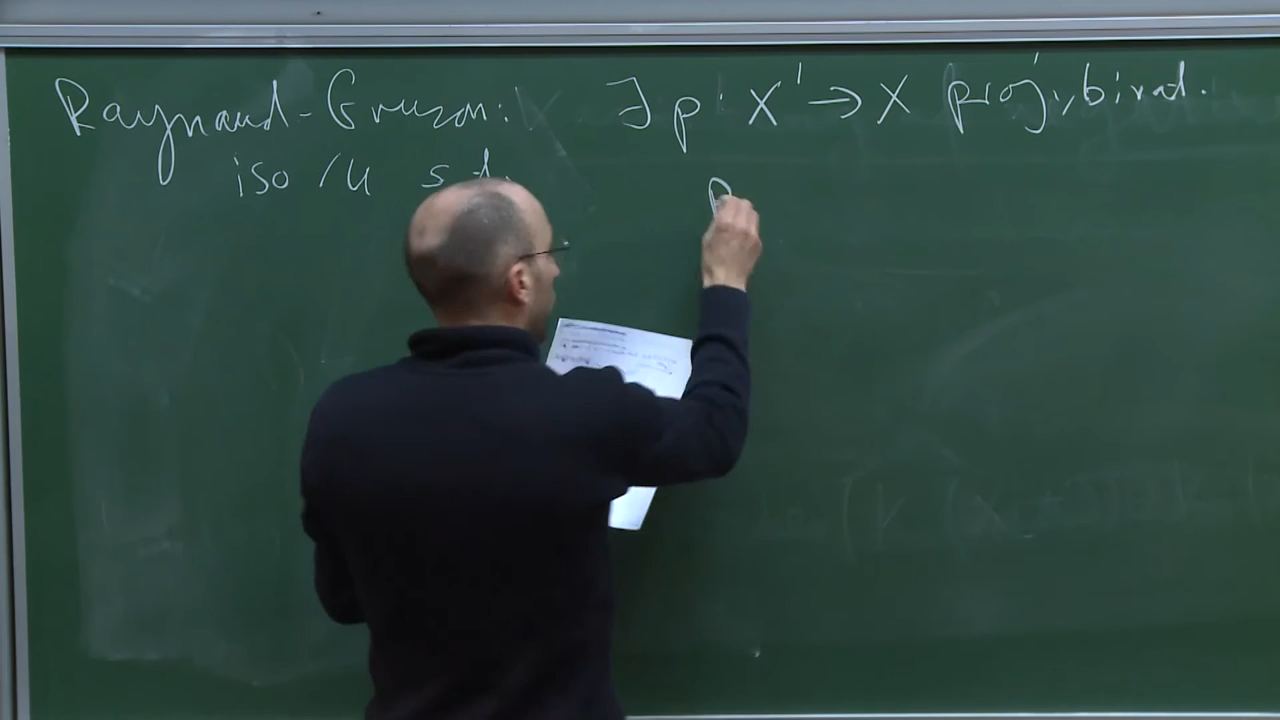 Raynaud-Gruson: ∃ p: X' → X proj., birat.
iso /U s.t. p